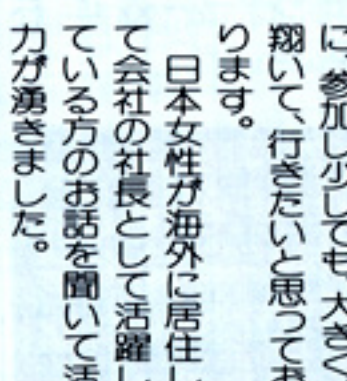 に、参加し少しでも、大きく
翔いて、行きたいと思ってお
ります。
日本女性が海外に居住し
て会社の社長として活躍し
ている方のお話を聞いて活
力が湧きました。